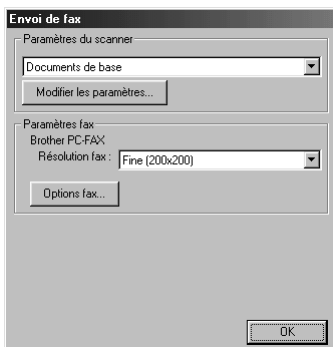 Envoi de fax
Paramètres du scanner
Documents de base
Modifier les paramètres...
Paramètres fax
Brother PC-FAX
Résolution fax : Fine (200x200)
Options fax...
OK